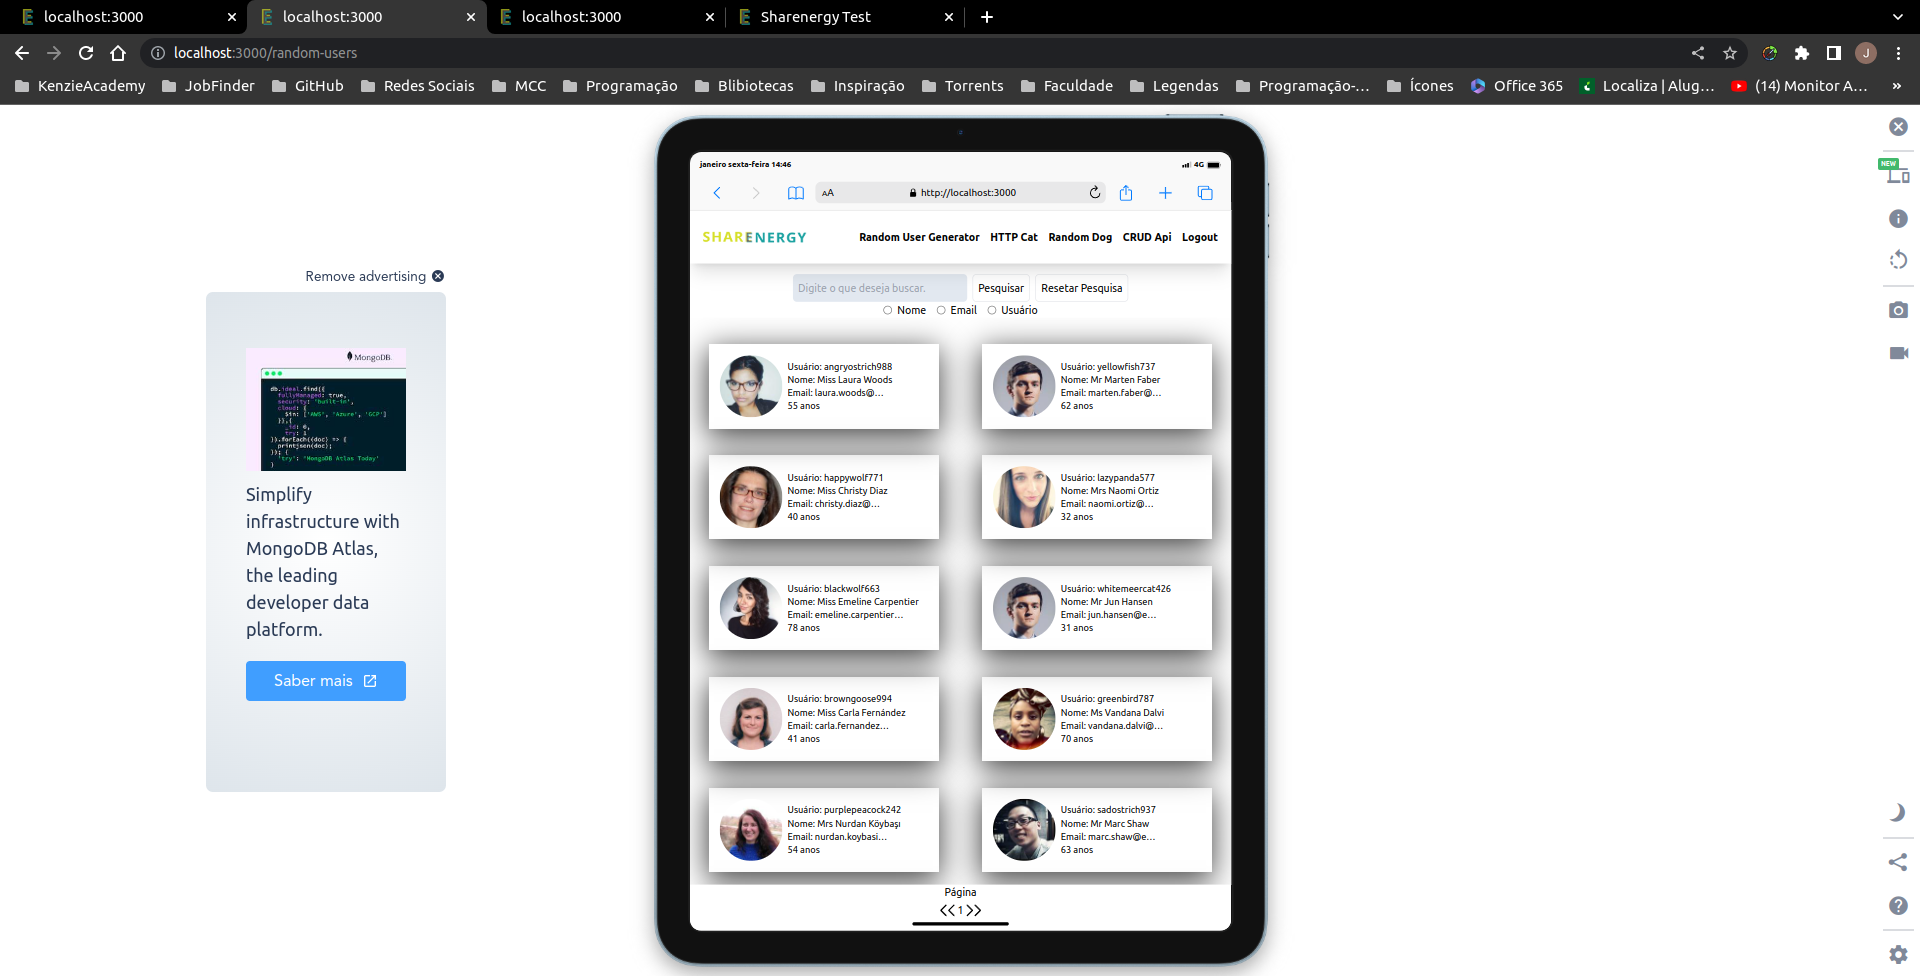 localhost:3000
localhost:3000
localhost:3000
Sharenergy Test
localhost:3000/random-users
J
KenzieAcademy
JobFinder
GitHub
Redes Sociais
MCC
Programação
Blibiotecas
Inspiração
Torrents
Faculdade
Legendas
Programação-...
Ícones
Office 365
Localiza | Alug...
(14) Monitor A...
»
Remove advertising
MongoDB.
db.ideal.find({
fullyManaged: true,
security: 'built-in',
cloud: {
$in: ['AWS', 'Azure', 'GCP']
}},{
_id: 0,
try: 1
}).forEach((doc) => {
printjson(doc);
}); {
'try': 'MongoDB Atlas Today'
}
Simplify
infrastructure with
MongoDB Atlas,
the leading
developer data
platform.
Saber mais
janeiro sexta-feira 14:46
4G
AA
http://localhost:3000
SHARENERGY
Random User Generator
HTTP Cat
Random Dog
CRUD Api
Logout
Digite o que deseja buscar.
Pesquisar
Resetar Pesquisa
Nome
Email
Usuário
Usuário: angryostrich988
Nome: Miss Laura Woods
Email: laura.woods@...
55 anos
Usuário: yellowfish737
Nome: Mr Marten Faber
Email: marten.faber@...
62 anos
Usuário: happywolf771
Nome: Miss Christy Diaz
Email: christy.diaz@...
40 anos
Usuário: lazypanda577
Nome: Mrs Naomi Ortiz
Email: naomi.ortiz@...
32 anos
Usuário: blackwolf663
Nome: Miss Emeline Carpentier
Email: emeline.carpentier...
78 anos
Usuário: whitemeercat426
Nome: Mr Jun Hansen
Email: jun.hansen@e...
31 anos
Usuário: browngoose994
Nome: Miss Carla Fernández
Email: carla.fernandez...
41 anos
Usuário: greenbird787
Nome: Ms Vandana Dalvi
Email: vandana.dalvi@...
70 anos
Usuário: purplepeacock242
Nome: Mrs Nurdan Köybaşı
Email: nurdan.koybasi...
54 anos
Usuário: sadostrich937
Nome: Mr Marc Shaw
Email: marc.shaw@e...
63 anos
Página
1
NEW